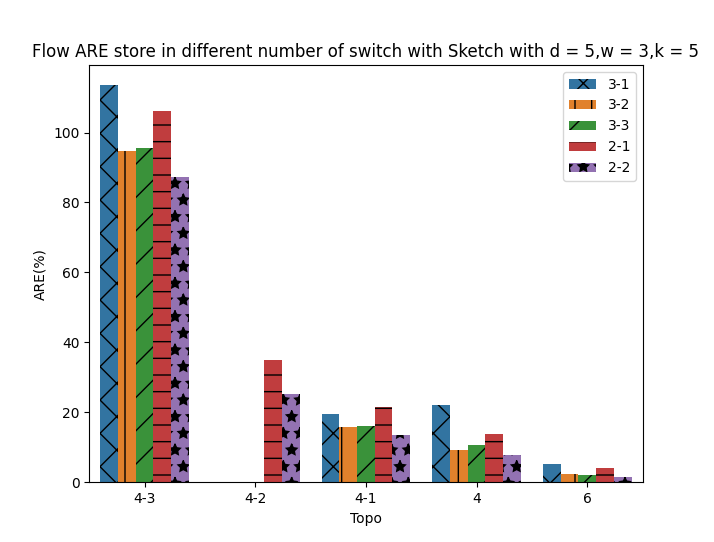 Flow ARE store in different number of switch with Sketch with d = 5,w = 3,k = 5
3-1
3-2
3-3
2-1
2-2
100
80
60
40
20
0
ARE(%)
4-3 4-2 4-1 4 6
Topo